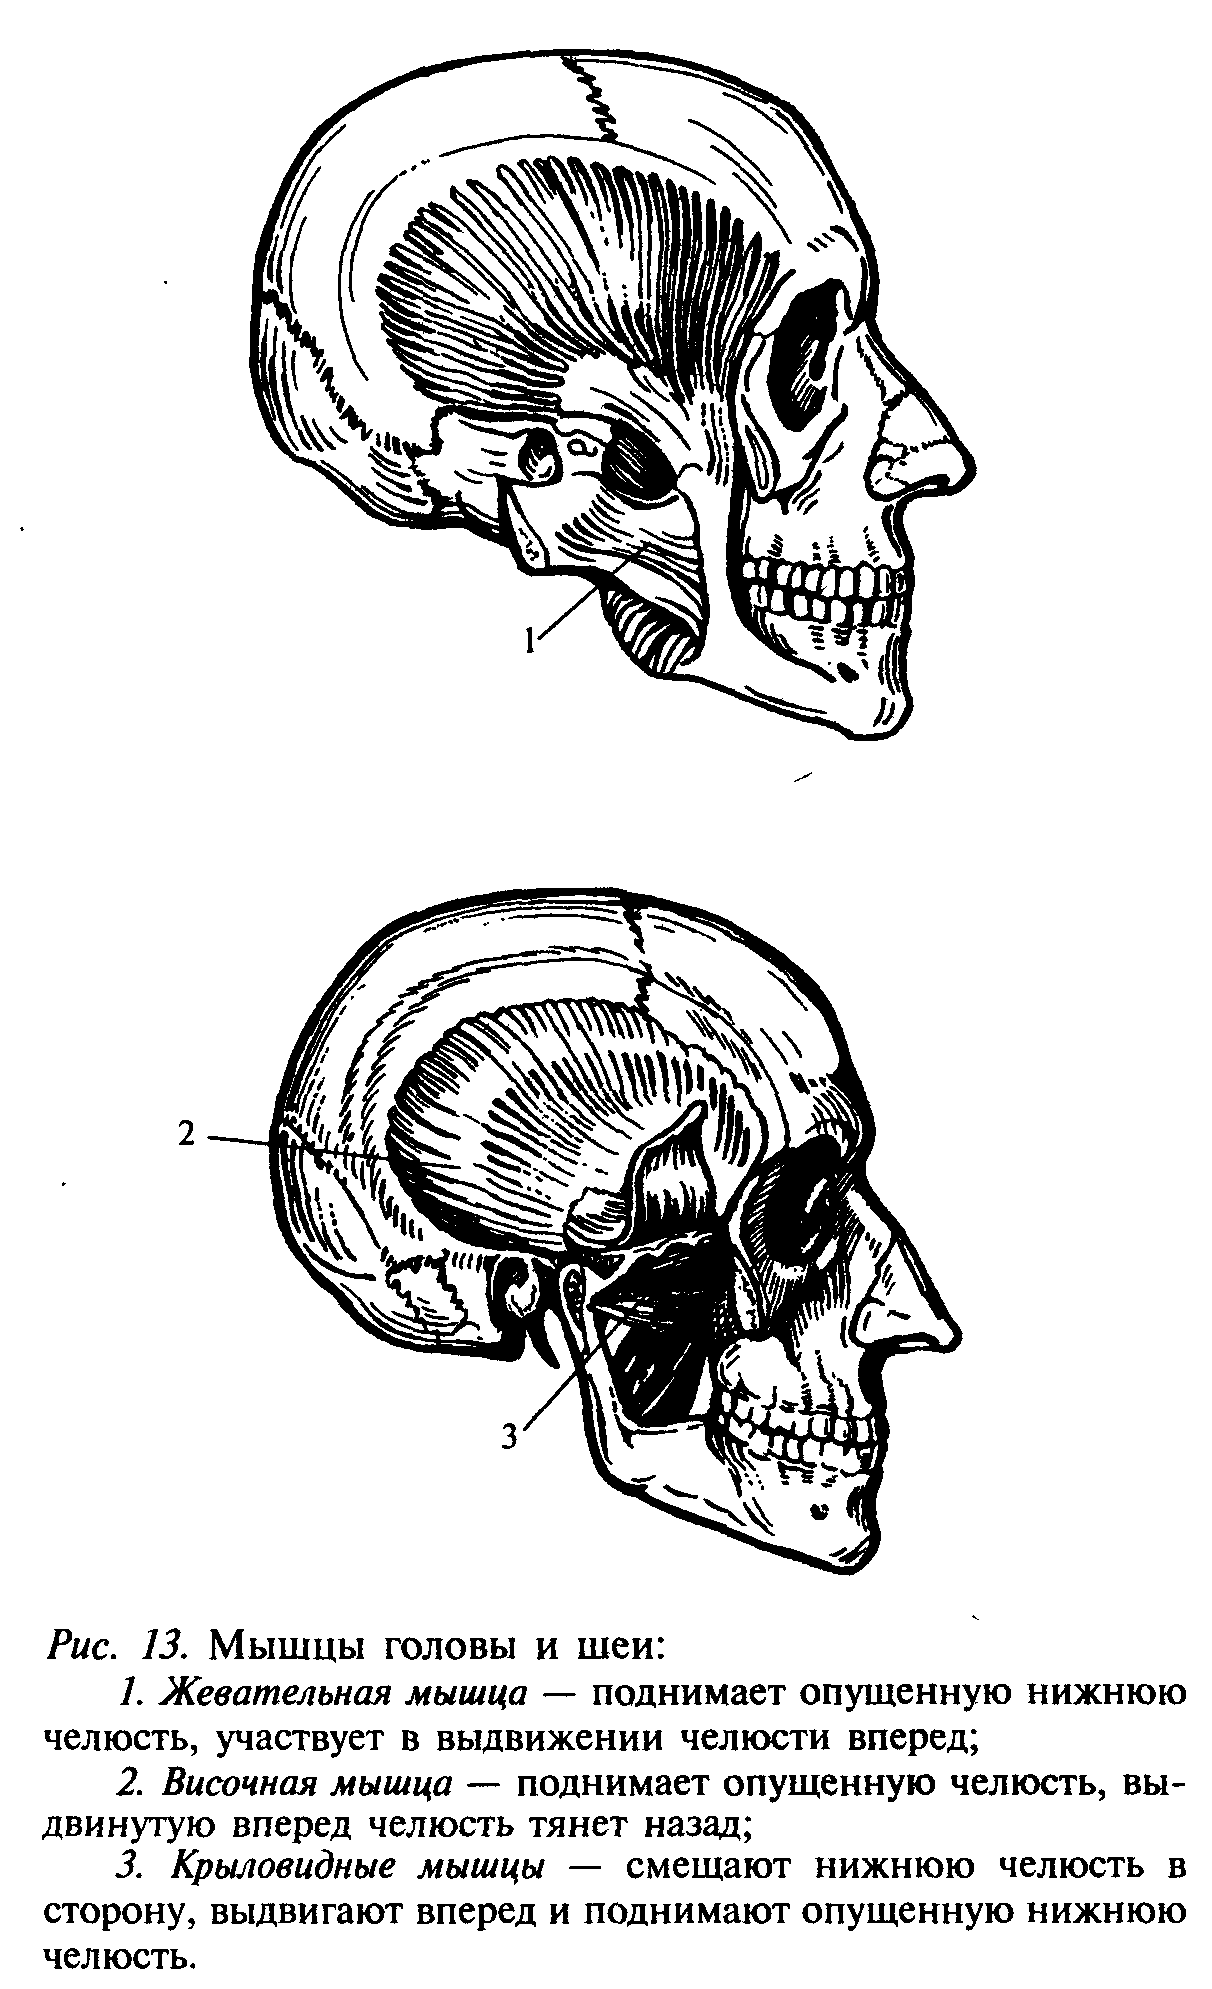 1
2
3
Рис. 13. Мышцы головы и шеи:
1. Жевательная мышца — поднимает опущенную нижнюю
челюсть, участвует в выдвижении челюсти вперед;
2. Височная мышца — поднимает опущенную челюсть, вы-
двинутую вперед челюсть тянет назад;
3. Крыловидные мышцы — смещают нижнюю челюсть в
сторону, выдвигают вперед и поднимают опущенную нижнюю
челюсть.